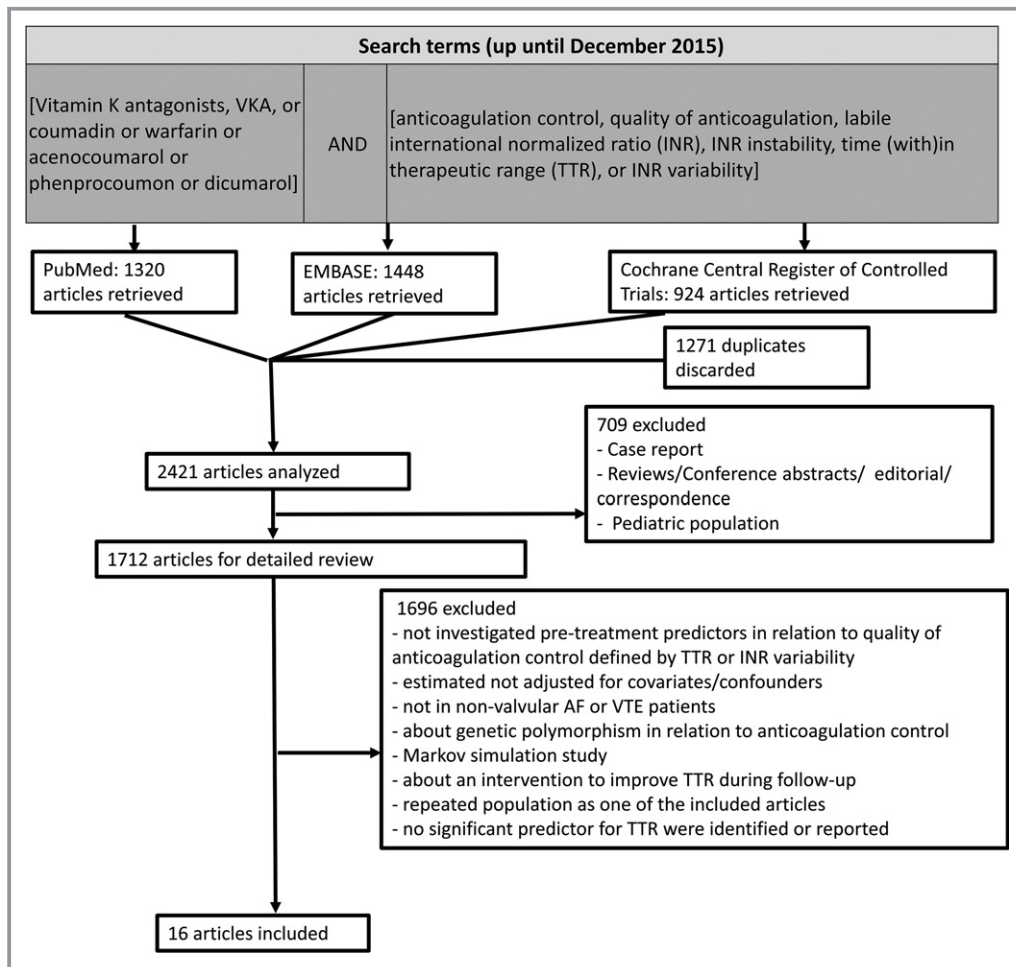 Search terms (up until December 2015)
[Vitamin K antagonists, VKA, or
coumadin or warfarin or
acenocoumarol or
phenprocoumon or dicumarol]
AND
[anticoagulation control, quality of anticoagulation, labile
international normalized ratio (INR), INR instability, time (with)in
therapeutic range (TTR), or INR variability]
PubMed: 1320
articles retrieved
EMBASE: 1448
articles retrieved
Cochrane Central Register of Controlled
Trials: 924 articles retrieved
1271 duplicates
discarded
2421 articles analyzed
709 excluded
- Case report
- Reviews/Conference abstracts/ editorial/
correspondence
- Pediatric population
1712 articles for detailed review
1696 excluded
- not investigated pre-treatment predictors in relation to quality of
anticoagulation control defined by TTR or INR variability
- estimated not adjusted for covariates/confounders
- not in non-valvular AF or VTE patients
- about genetic polymorphism in relation to anticoagulation control
- Markov simulation study
- about an intervention to improve TTR during follow-up
- repeated population as one of the included articles
- no significant predictor for TTR were identified or reported
16 articles included